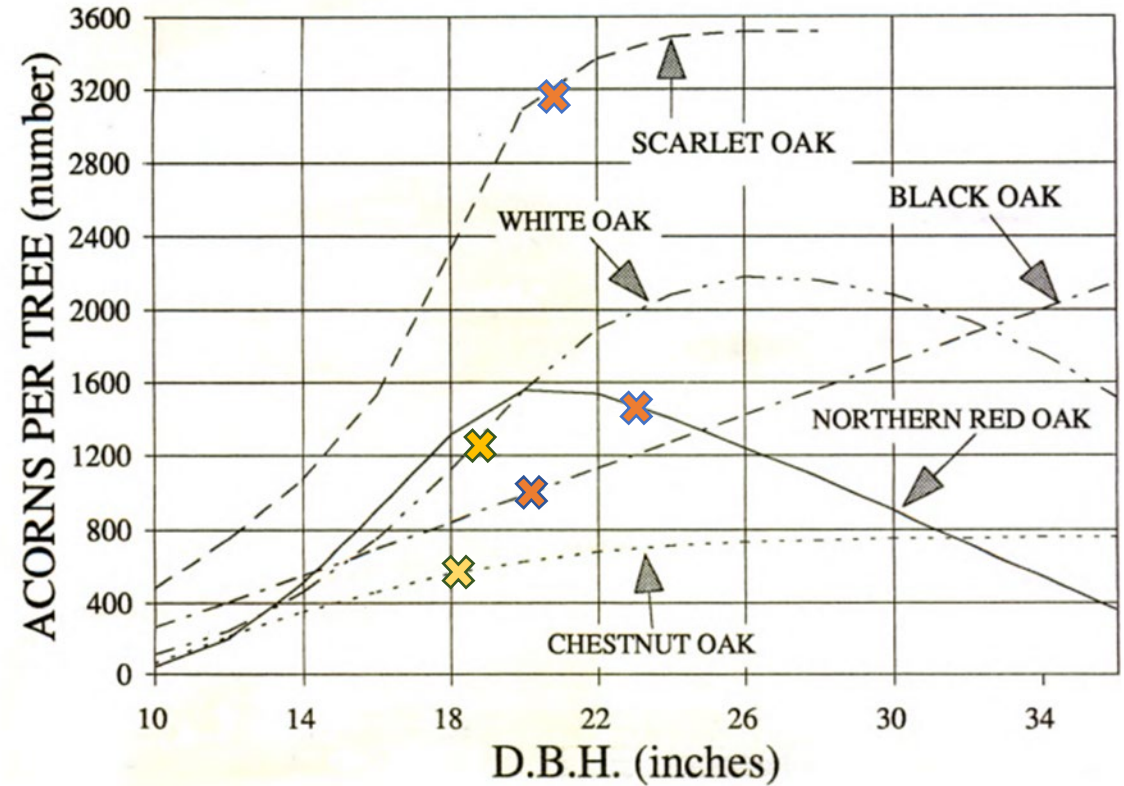 3600
3200
2800
2400
2000
1600
1200
800
400
0
ACORNS PER TREE (number)
SCARLET OAK
WHITE OAK
BLACK OAK
NORTHERN RED OAK
CHESTNUT OAK
10 14 18 22 26 30 34
D.B.H. (inches)